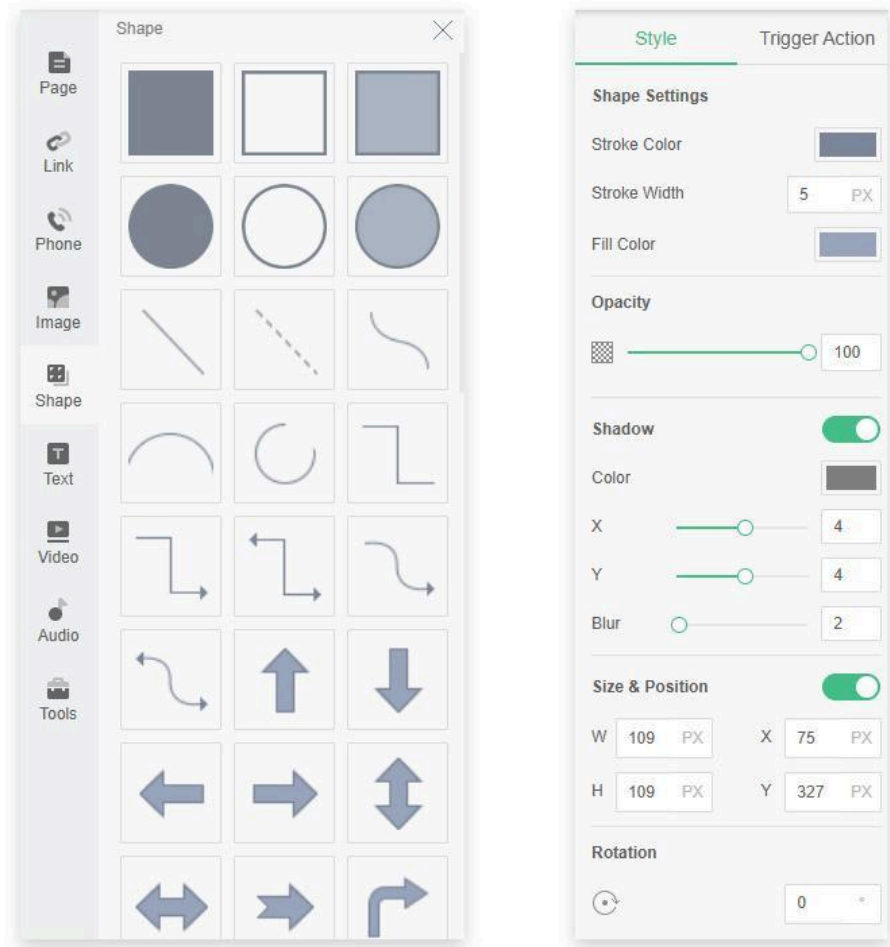 Shape
Page
Link
Phone
Image
Shape
Text
Video
Audio
Tools
Style Trigger Action
Shape Settings
Stroke Color
Stroke Width 5 PX
Fill Color
Opacity
100
Shadow
Color
X 4
Y 4
Blur 2
Size & Position
W 109 PX X 75 PX
H 109 PX Y 327 PX
Rotation
0 °